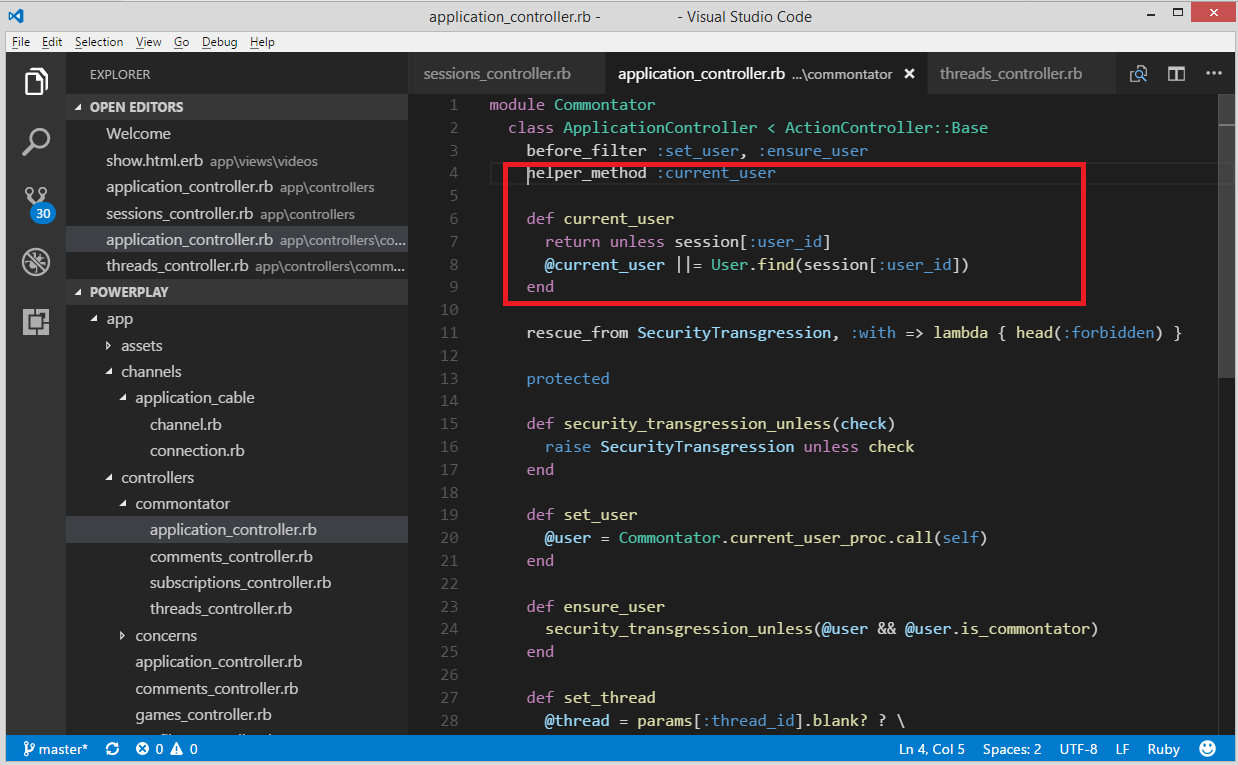 application_controller.rb - - Visual Studio Code
File Edit Selection View Go Debug Help
EXPLORER
OPEN EDITORS
Welcome
show.html.erb app\views\videos
application_controller.rb app\controllers
sessions_controller.rb app\controllers
application_controller.rb app\controllers\co...
threads_controller.rb app\controllers\comm...
POWERPLAY
app
assets
channels
application_cable
channel.rb
connection.rb
controllers
commontator
application_controller.rb
comments_controller.rb
subscriptions_controller.rb
threads_controller.rb
concerns
application_controller.rb
comments_controller.rb
games_controller.rb
30
sessions_controller.rb application_controller.rb ...\commontator threads_controller.rb
1 module Commontator
2 class ApplicationController < ActionController::Base
3 before_filter :set_user, :ensure_user
4 helper_method :current_user
5
6 def current_user
7 return unless session[:user_id]
8 @current_user ||= User.find(session[:user_id])
9 end
10
11 rescue_from SecurityTransgression, :with => lambda { head(:forbidden) }
12
13 protected
14
15 def security_transgression_unless(check)
16 raise SecurityTransgression unless check
17 end
18
19 def set_user
20 @user = Commontator.current_user_proc.call(self)
21 end
22
23 def ensure_user
24 security_transgression_unless(@user && @user.is_commontator)
25 end
26
27 def set_thread
28 @thread = params[:thread_id].blank? ? \
master* 0 0 Ln 4, Col 5 Spaces: 2 UTF-8 LF Ruby